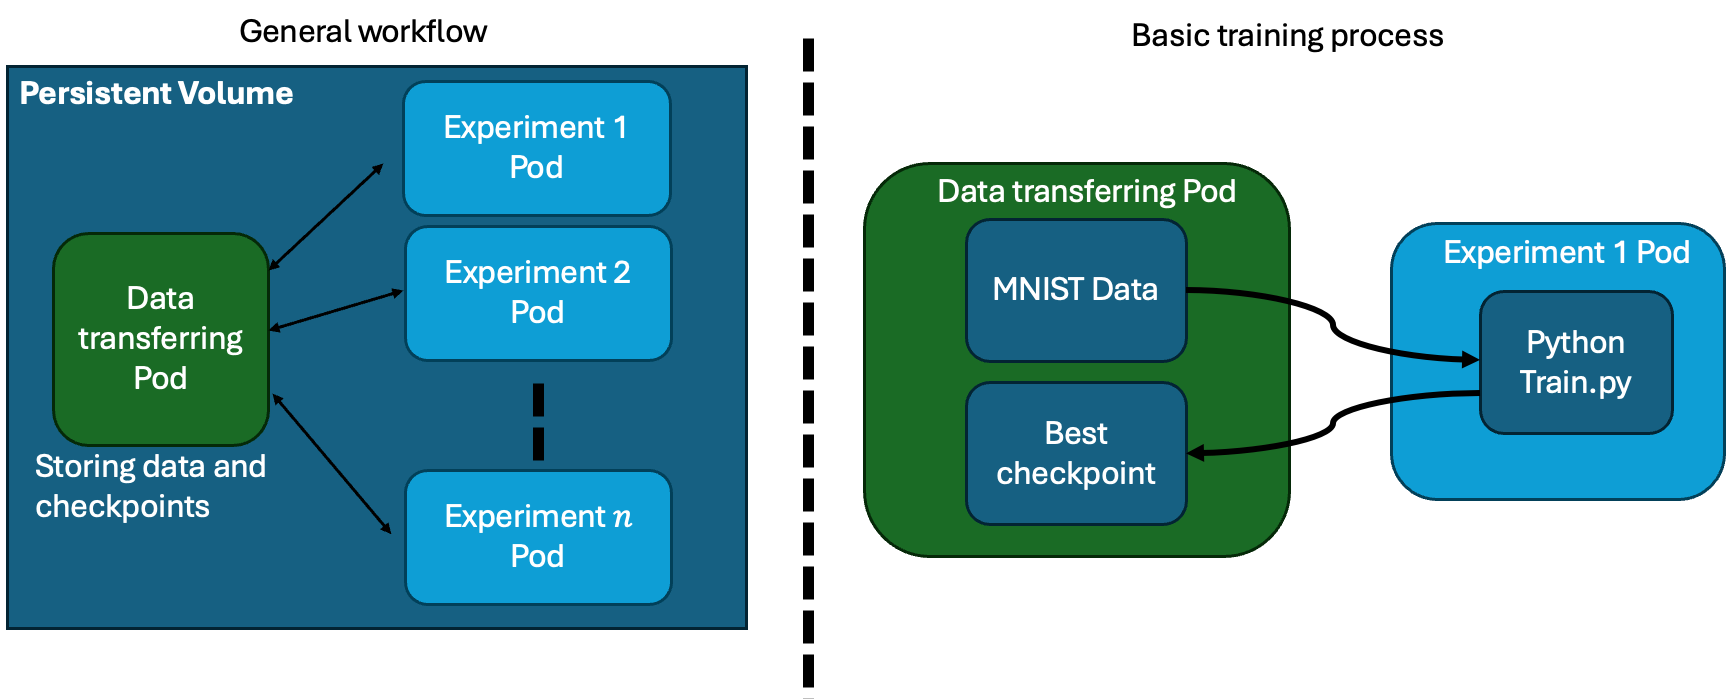 General workflow
Persistent Volume
Experiment 1
Pod
Experiment 2
Pod
Data
transferring
Pod
Storing data and
checkpoints
Experiment n
Pod
Basic training process
Data transferring Pod
MNIST Data
Best
checkpoint
Experiment 1 Pod
Python
Train.py